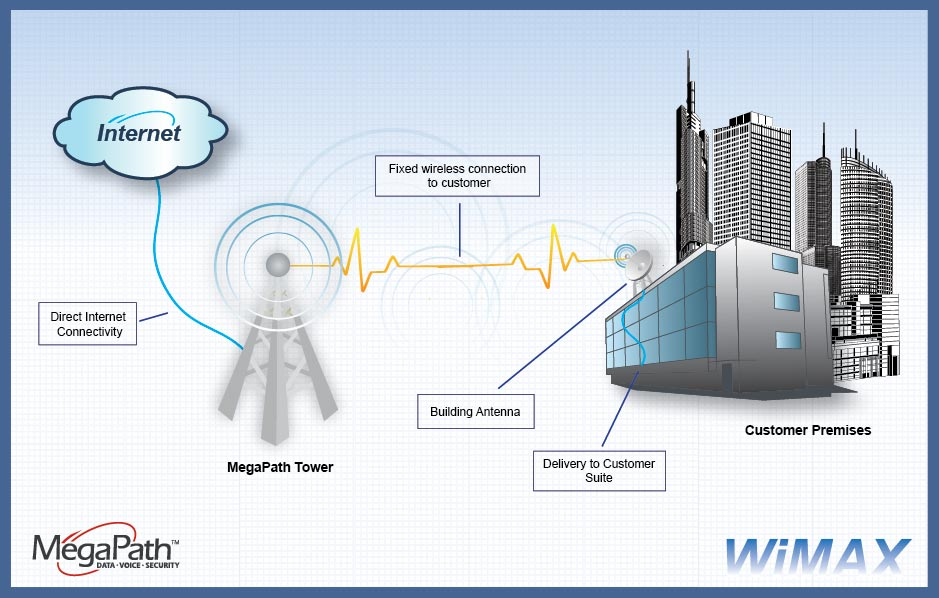 Internet
Fixed wireless connection
to customer
Direct Internet
Connectivity
Building Antenna
Customer Premises
Delivery to Customer
Suite
MegaPath Tower
MegaPath™
DATA · VOICE · SECURITY
WiMAX